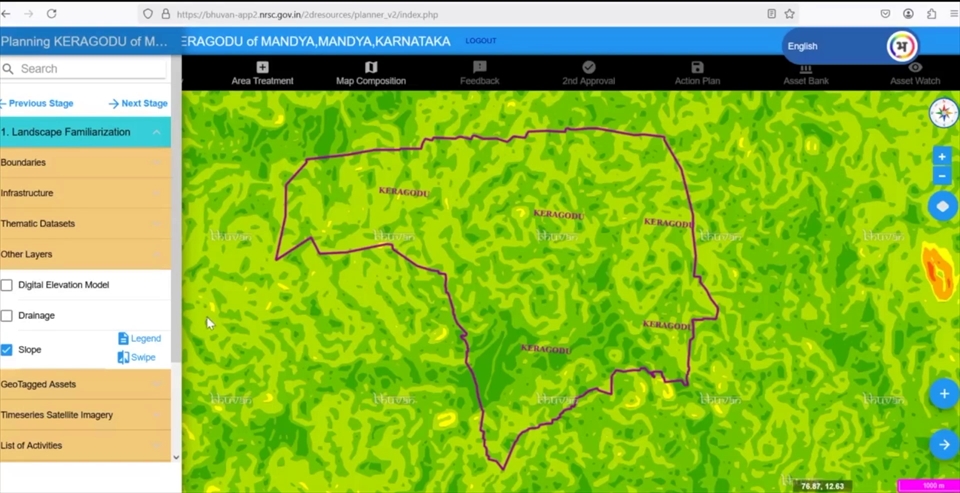 https://bhuvan-app2.nrsc.gov.in/2dresources/planner_v2/index.php
Planning KERAGODU of M... ERAGODU of MANDYA,MANDYA,KARNATAKA LOGOUT
English
Search
Area Treatment
Map Composition
Feedback
2nd Approval
Action Plan
Asset Bank
Asset Watch
Previous Stage
Next Stage
1. Landscape Familiarization
Boundaries
Infrastructure
Thematic Datasets
Other Layers
Digital Elevation Model
Drainage
Slope
Legend
Swipe
GeoTagged Assets
Timeseries Satellite Imagery
List of Activities
KERAGODU
KERAGODU
KERAGODU
KERAGODU
KERAGODU
76.87, 12.63
1000 m